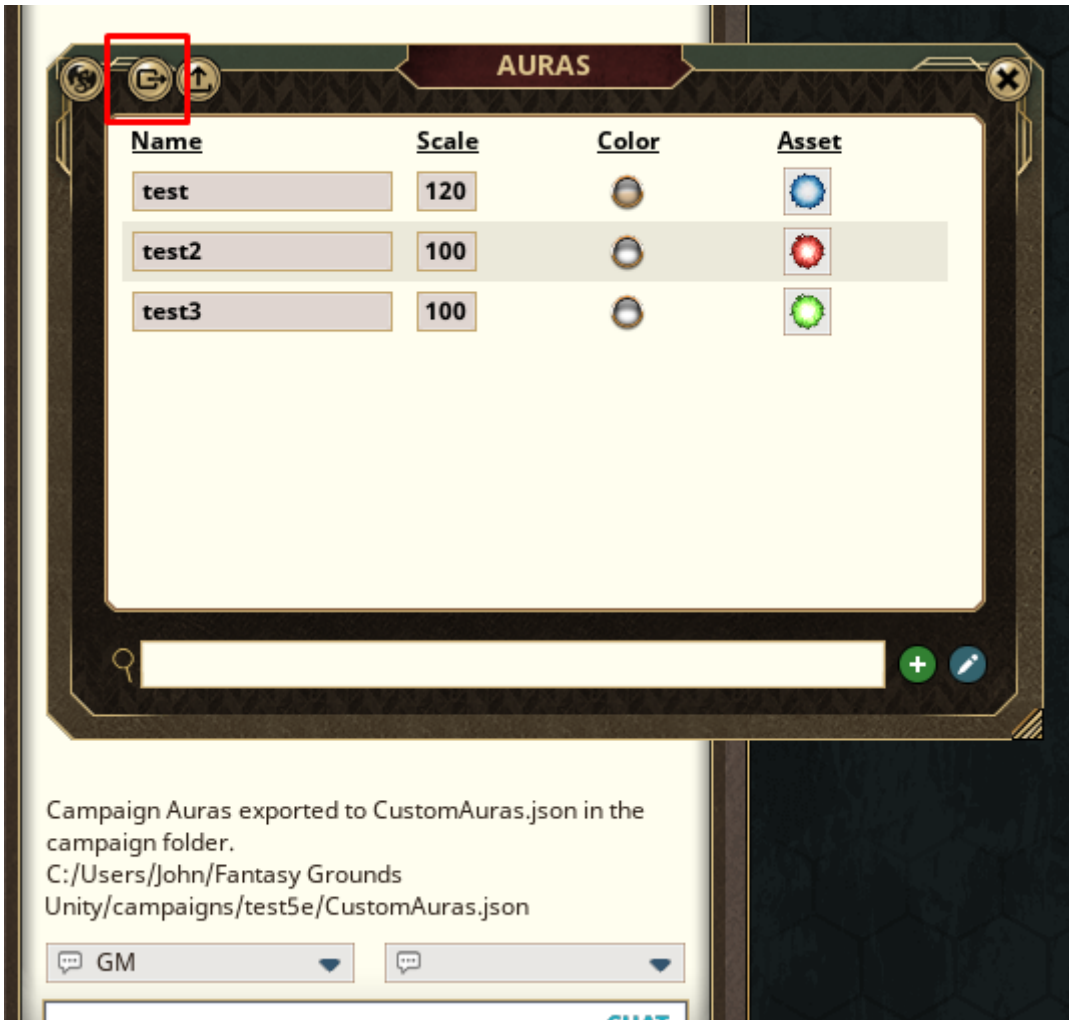 AURAS
Name Scale Color Asset
test 120
test2 100
test3 100
Campaign Auras exported to CustomAuras.json in the
campaign folder.
C:/Users/John/Fantasy Grounds
Unity/campaigns/test5e/CustomAuras.json
GM
CHAT